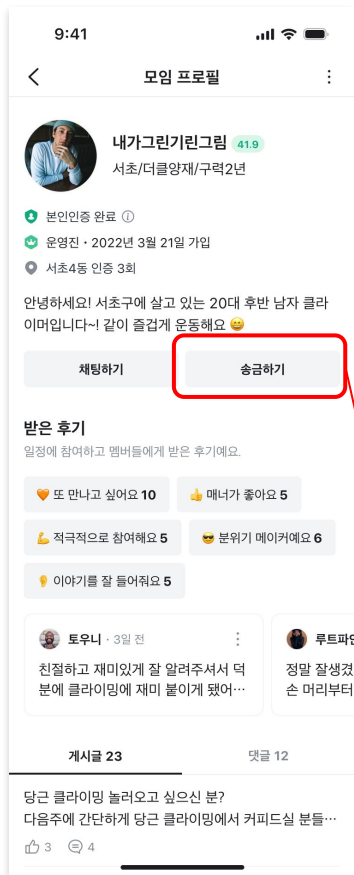 9:41
모임 프로필
내가그린기린그림 41.9
서초/더클양재/구력2년
본인인증 완료 ⓘ
운영진 • 2022년 3월 21일 가입
서초4동 인증 3회
안녕하세요! 서초구에 살고 있는 20대 후반 남자 클라
이머입니다~! 같이 즐겁게 운동해요 😄
채팅하기 송금하기
받은 후기
일정에 참여하고 멤버들에게 받은 후기예요.
🧡 또 만나고 싶어요 10 👍 매너가 좋아요 5
💪 적극적으로 참여해요 5 😎 분위기 메이커예요 6
👂 이야기를 잘 들어줘요 5
토우니 · 3일 전
친절하고 재미있게 잘 알려주셔서 덕
분에 클라이밍에 재미 붙이게 됐어…
루트파인
정말 잘생겼
손 머리부터
게시글 23 댓글 12
당근 클라이밍 놀러오고 싶으신 분?
다음주에 간단하게 당근 클라이밍에서 커피드실 분들…
3 4